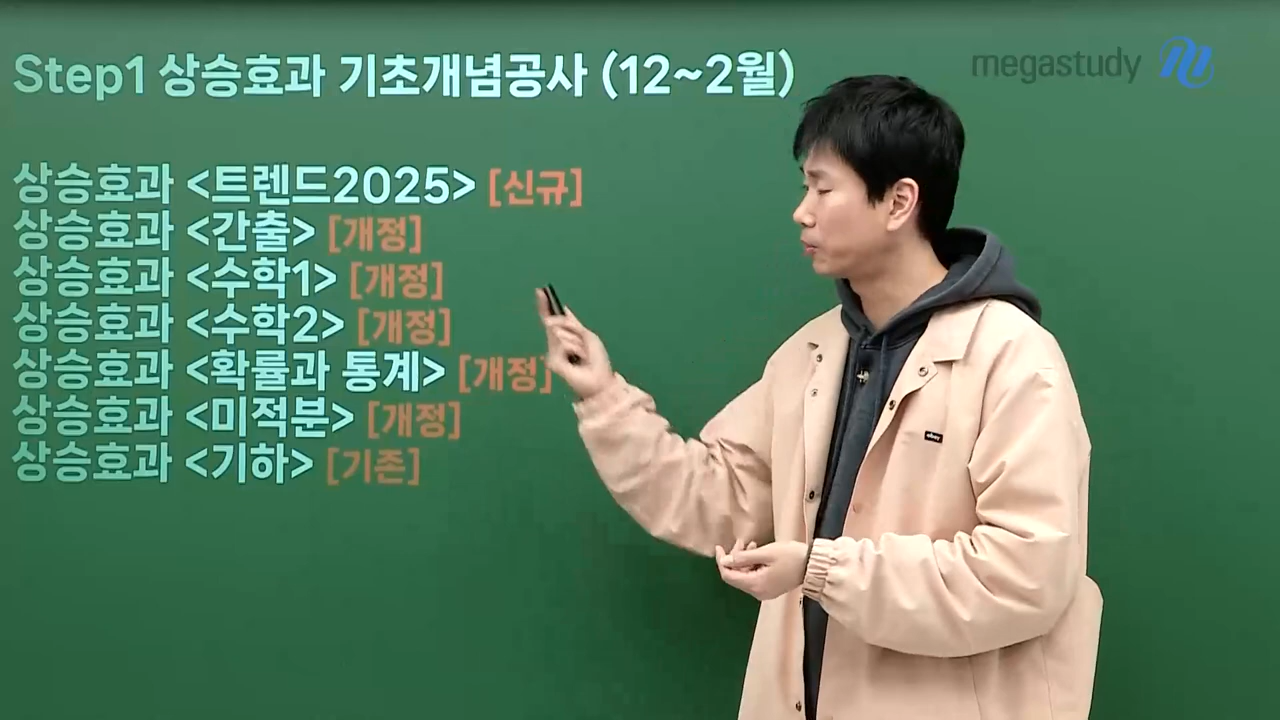 Step1 상승효과 기초개념공사 (12~2월)
megastudy
상승효과 <트렌드2025> [신규]
상승효과 <간출> [개정]
상승효과 <수학1> [개정]
상승효과 <수학2> [개정]
상승효과 <확률과 통계> [개정]
상승효과 <미적분> [개정]
상승효과 <기하> [기존]